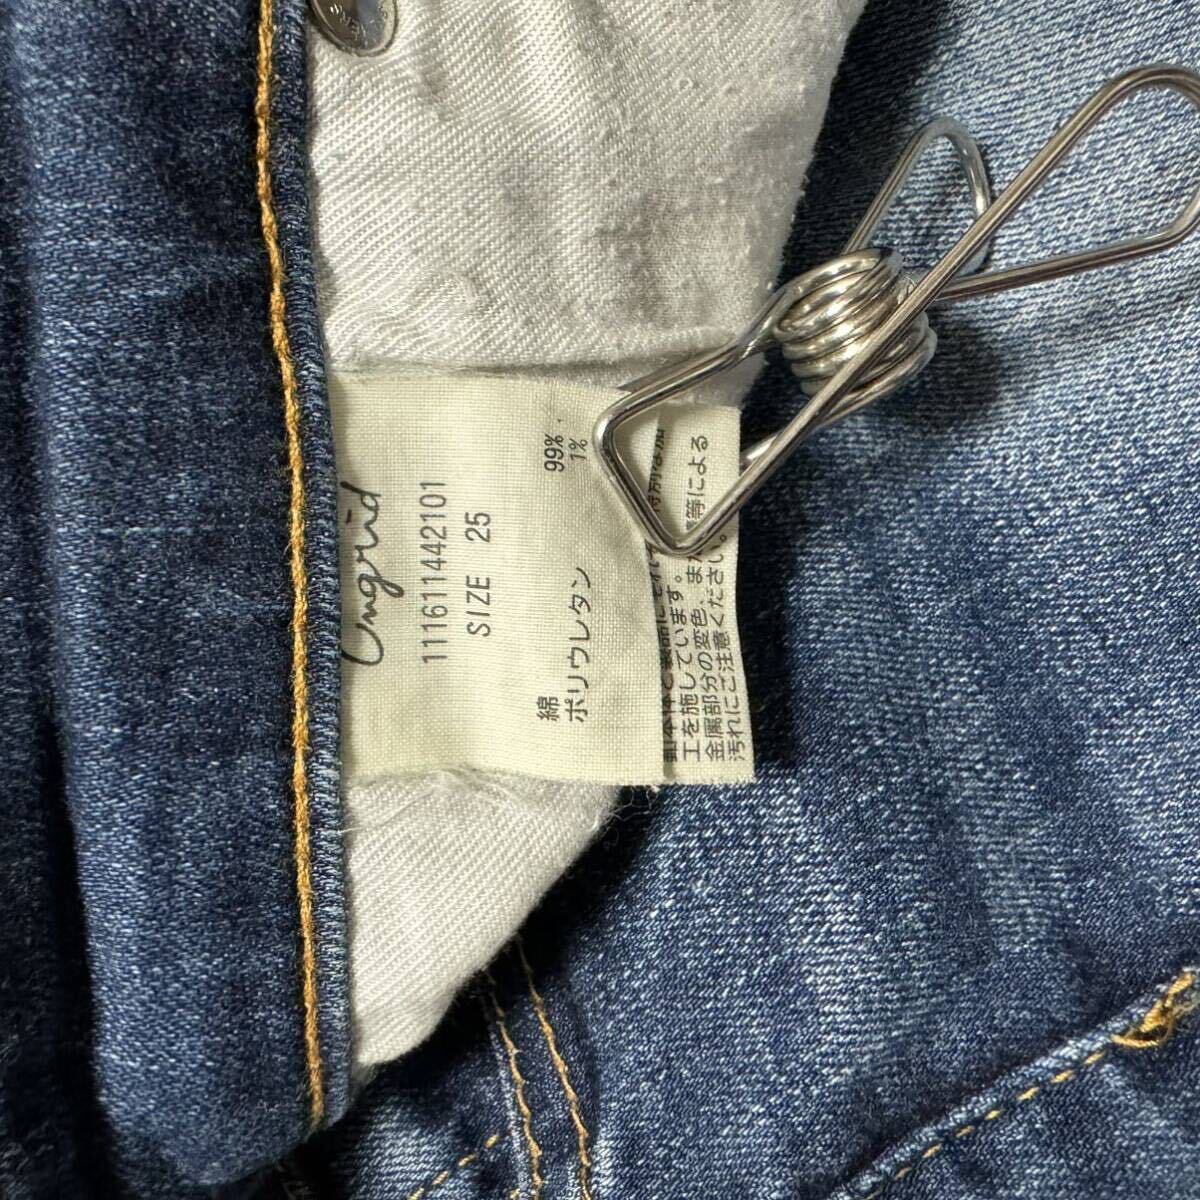 Ungrid
111611442101
SIZE 25
綿 99%
ポリウレタン 1%
工を施しています。
金属部分の変色、また 等による
汚れにご注意ください。